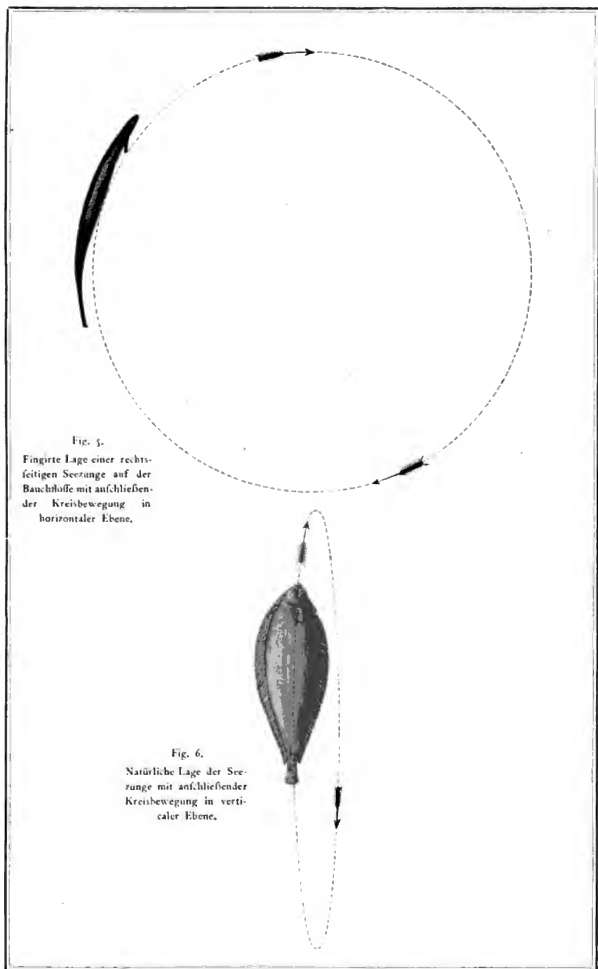 Fig. 5.
Fingirte Lage einer rechts-
ſeitigen Seezunge auf der
Bauchfloſſe mit anſchließen-
der Kreisbewegung in
horizontaler Ebene.
Fig. 6.
Natürliche Lage der See-
zunge mit anſchließender
Kreisbewegung in verti-
caler Ebene.